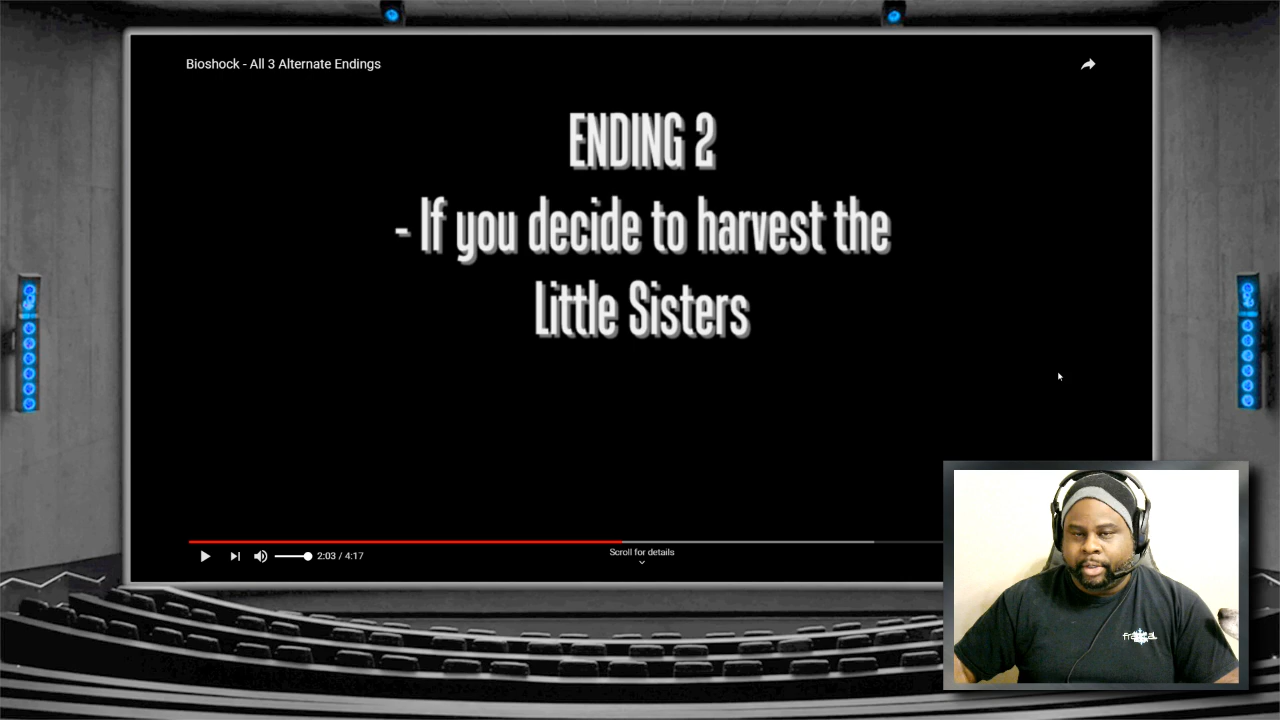 Bioshock - All 3 Alternate Endings
ENDING 2
- If you decide to harvest the
Little Sisters
2:03 / 4:17
Scroll for details